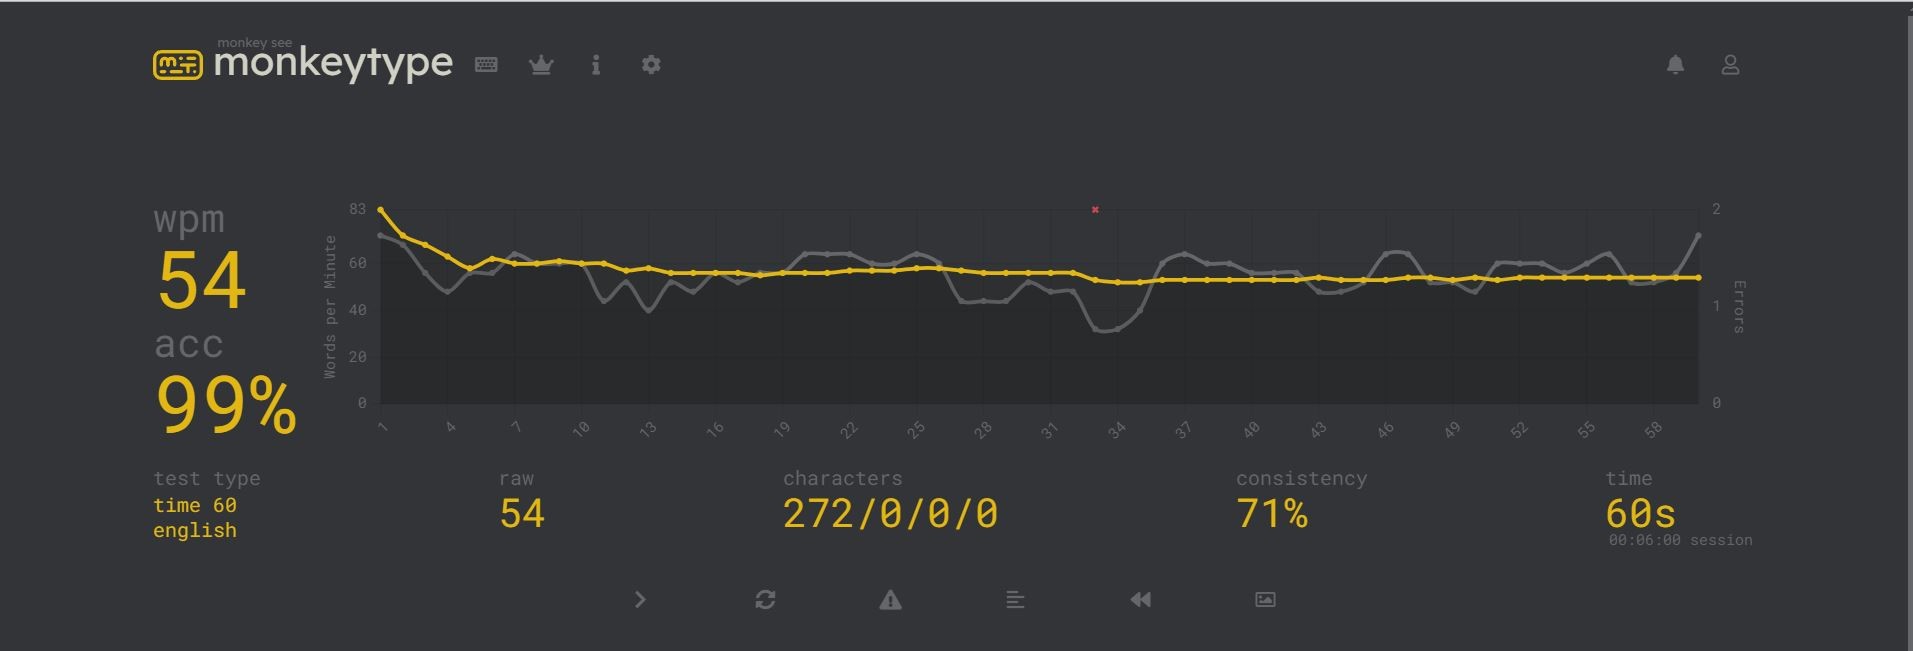 monkey see
monkeytype
wpm
54
acc
99%
Words per Minute
83
60
40
20
0
2
1
0
Errors
1 4 7 10 13 16 19 22 25 28 31 34 37 40 43 46 49 52 55 58
test type
time 60
english
raw
54
characters
272/0/0/0
consistency
71%
time
60s
00:06:00 session